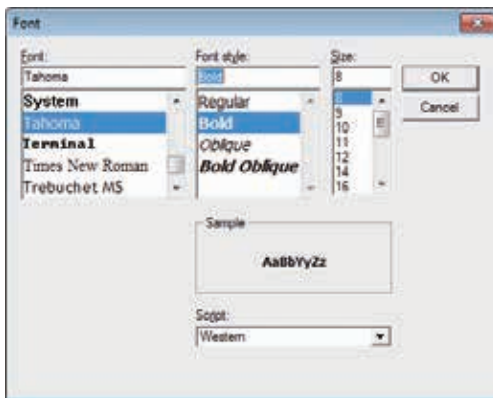 Font
Font:
Tahoma
System
Tahoma
Terminal
Times New Roman
Trebuchet MS
Font style:
Bold
Regular
Bold
Oblique
Bold Oblique
Size:
8
8
9
10
11
12
14
16
OK
Cancel
Sample
AaBbYyZz
Script:
Western